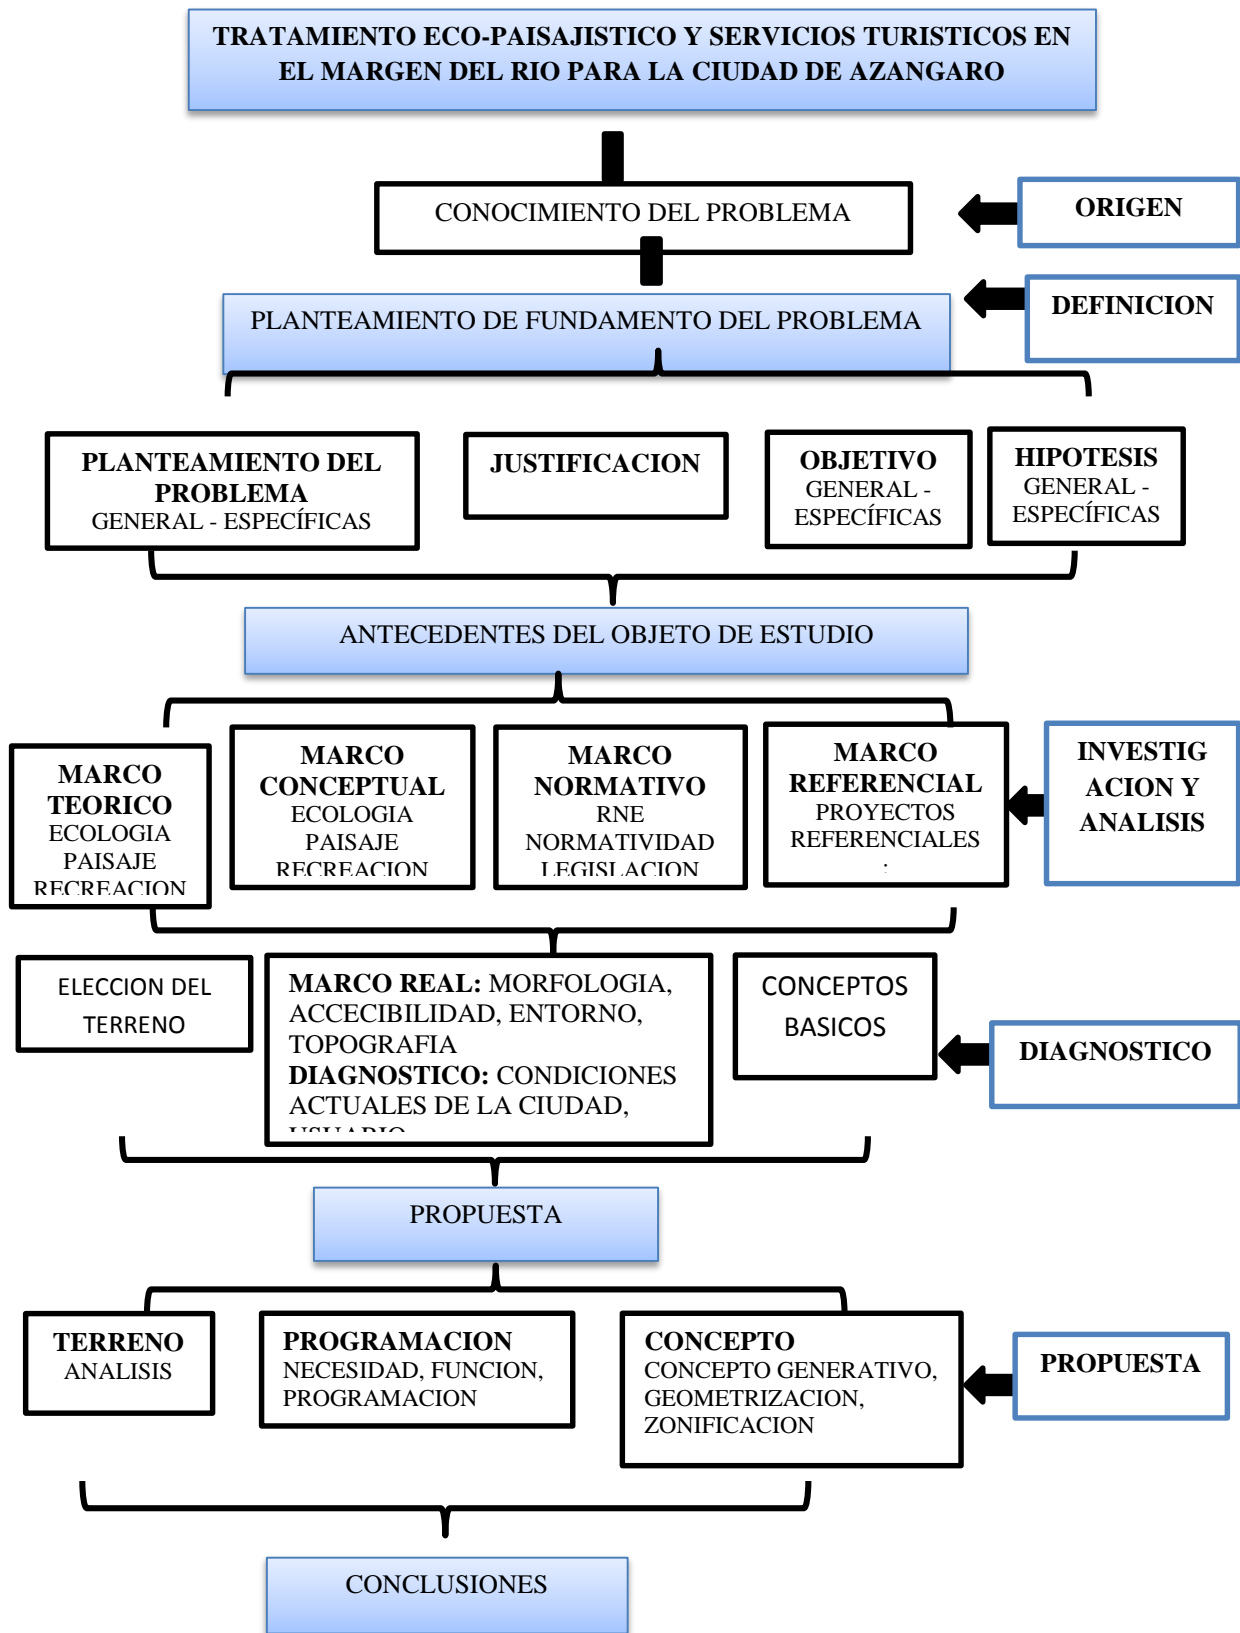 TRATAMIENTO ECO-PAISAJISTICO Y SERVICIOS TURISTICOS EN
EL MARGEN DEL RIO PARA LA CIUDAD DE AZANGARO
CONOCIMIENTO DEL PROBLEMA
ORIGEN
PLANTEAMIENTO DE FUNDAMENTO DEL PROBLEMA
DEFINICION
PLANTEAMIENTO DEL
PROBLEMA
GENERAL - ESPECÍFICAS
JUSTIFICACION
OBJETIVO
GENERAL -
ESPECÍFICAS
HIPOTESIS
GENERAL -
ESPECÍFICAS
ANTECEDENTES DEL OBJETO DE ESTUDIO
MARCO
TEORICO
ECOLOGIA
PAISAJE
RECREACION
MARCO
CONCEPTUAL
ECOLOGIA
PAISAJE
RECREACION
MARCO
NORMATIVO
RNE
NORMATIVIDAD
LEGISLACION
MARCO
REFERENCIAL
PROYECTOS
REFERENCIALES
:
INVESTIG
ACION Y
ANALISIS
ELECCION DEL
TERRENO
MARCO REAL: MORFOLOGIA,
ACCECIBILIDAD, ENTORNO,
TOPOGRAFIA
DIAGNOSTICO: CONDICIONES
ACTUALES DE LA CIUDAD,
USUARIO
CONCEPTOS
BASICOS
DIAGNOSTICO
PROPUESTA
TERRENO
ANALISIS
PROGRAMACION
NECESIDAD, FUNCION,
PROGRAMACION
CONCEPTO
CONCEPTO GENERATIVO,
GEOMETRIZACION,
ZONIFICACION
PROPUESTA
CONCLUSIONES